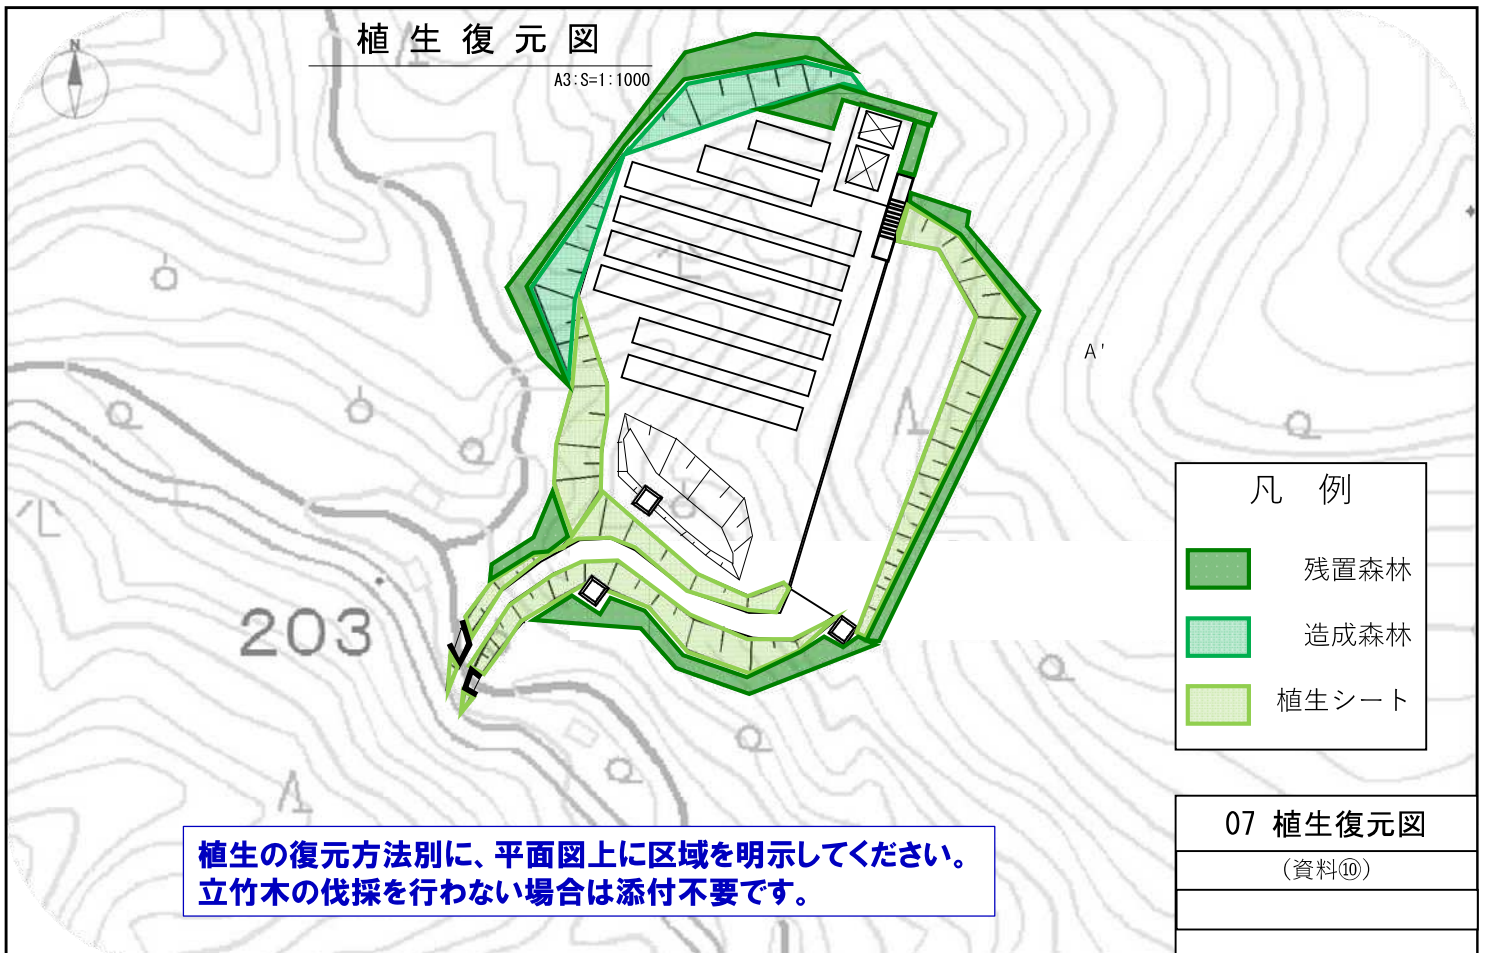 植生復元図
A3:S=1:1000
N
A'
203
凡 例
残置森林
造成森林
植生シート
植生の復元方法別に、平面図上に区域を明示してください。
立竹木の伐採を行わない場合は添付不要です。
07 植生復元図
(資料⑩)